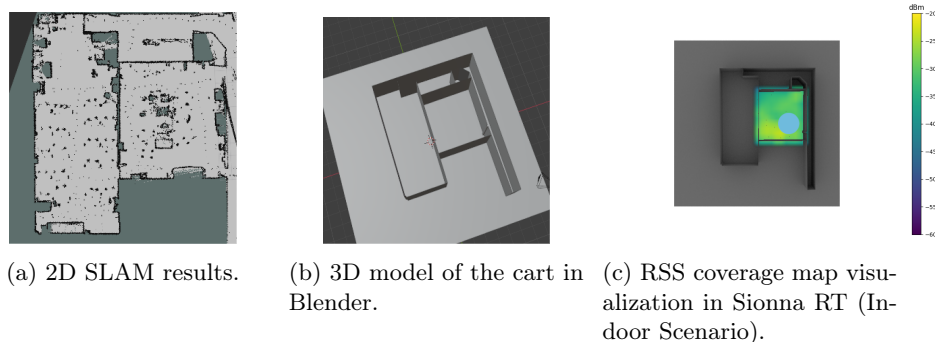 dBm
−20
−25
−30
−35
−40
−45
−50
−55
−60
(a) 2D SLAM results.
(b) 3D model of the cart in
Blender.
(c) RSS coverage map visu-
alization in Sionna RT (In-
door Scenario).